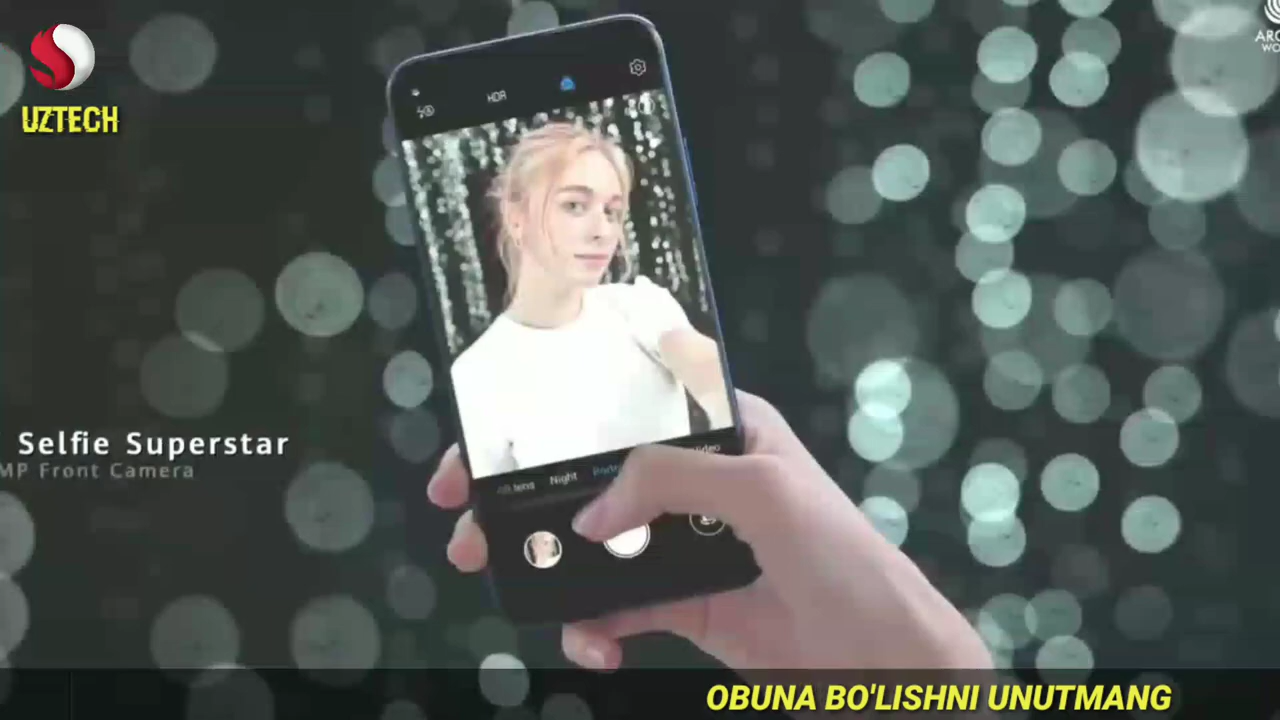 UZTECH
HDR
Selfie Superstar
MP Front Camera
Night
OBUNA BO'LISHNI UNUTMANG